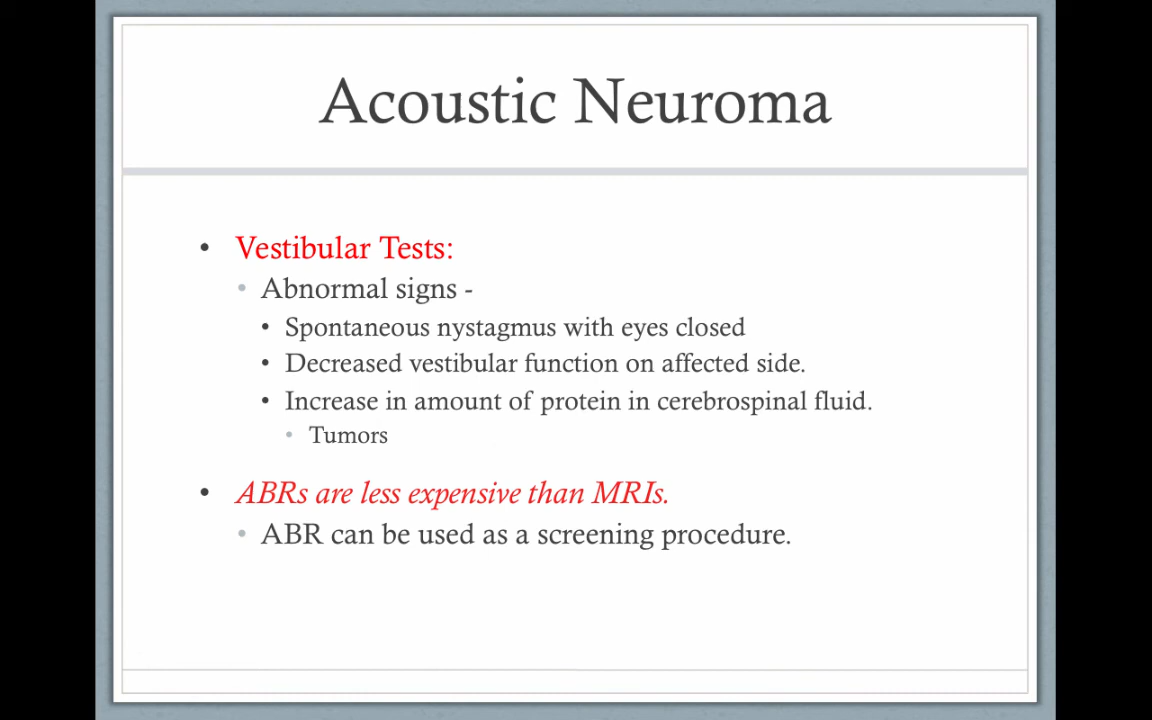 Acoustic Neuroma
• Vestibular Tests:
• Abnormal signs -
• Spontaneous nystagmus with eyes closed
• Decreased vestibular function on affected side.
• Increase in amount of protein in cerebrospinal fluid.
• Tumors
• ABRs are less expensive than MRIs.
• ABR can be used as a screening procedure.